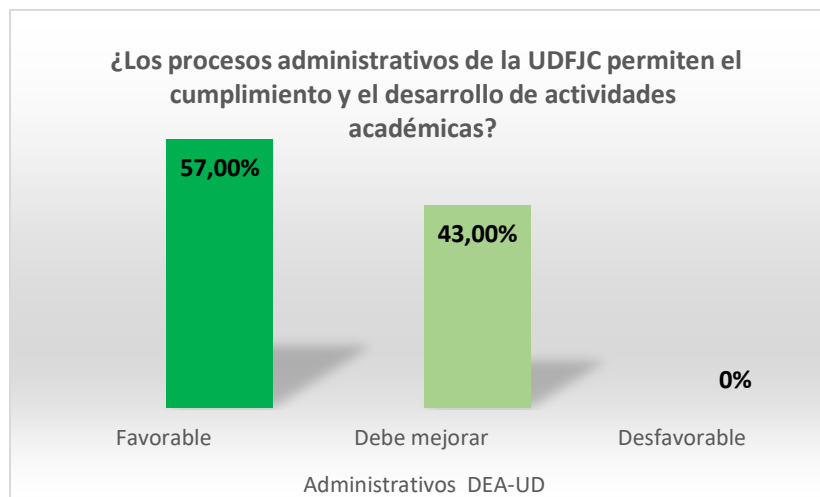 ¿Los procesos administrativos de la UDFJC permiten el
cumplimiento y el desarrollo de actividades
académicas?
57,00%
43,00%
0%
Favorable
Debe mejorar
Desfavorable
Administrativos DEA-UD